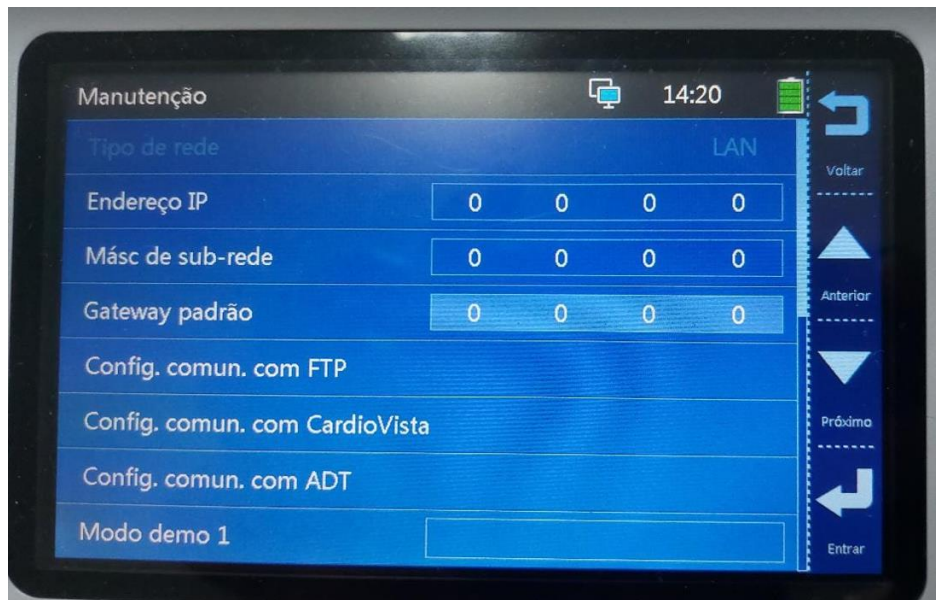 Manutenção 14:20
Tipo de rede LAN
Endereço IP 0 0 0 0
Másc de sub-rede 0 0 0 0
Gateway padrão 0 0 0 0
Config. comun. com FTP
Config. comun. com CardioVista
Config. comun. com ADT
Modo demo 1
Voltar
Anterior
Próximo
Entrar